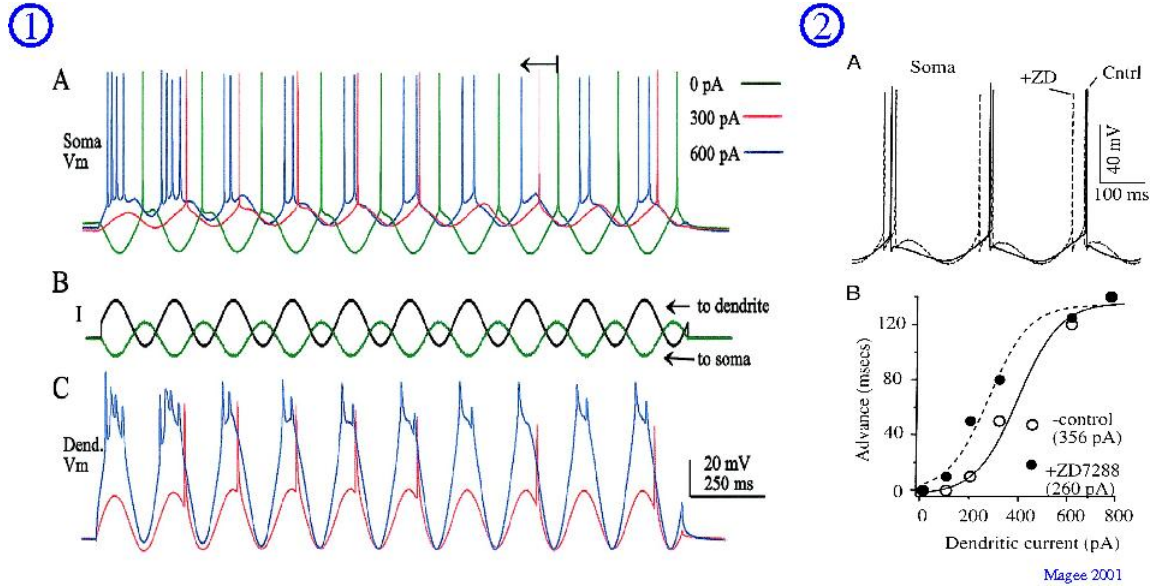 1
A
Soma
Vm
0 pA
300 pA
600 pA
B
I
to dendrite
to soma
C
Dend.
Vm
20 mV
250 ms
2
A
Soma
+ZD
Cntrl
40 mV
100 ms
B
Advance (msecs)
120
80
40
0
-control
(356 pA)
+ZD7288
(260 pA)
0
200
400
600
800
Dendritic current (pA)
Magee 2001